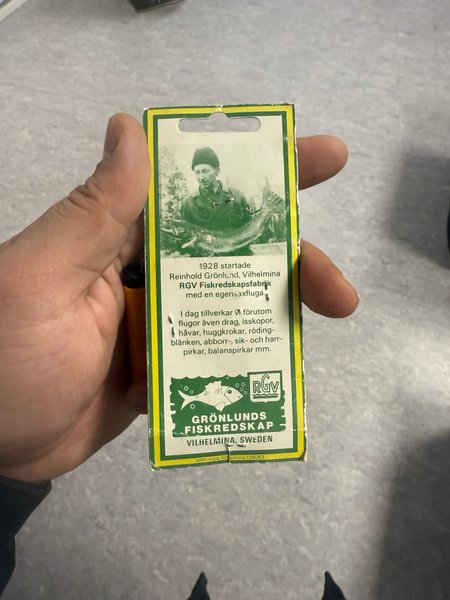 1928 startade
Reinhold Grönlund, Vilhelmina
RGV Fiskredskapsfabrik
med en egen laxfluga.
I dag tillverkar vi förutom
flugor även drag, isskopor,
håvar, huggkrokar, röding-
blänken, abborr-, sik- och harr-
pirkar, balanspirkar mm.
RGV
GRÖNLUNDS
FISKREDSKAP
VILHELMINA, SWEDEN